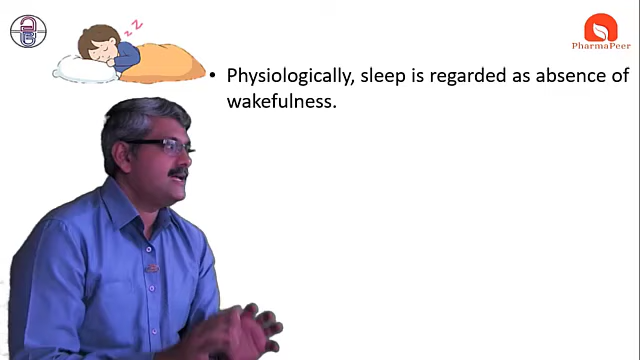 z
z
Z
PharmaPeer
• Physiologically, sleep is regarded as absence of
wakefulness.